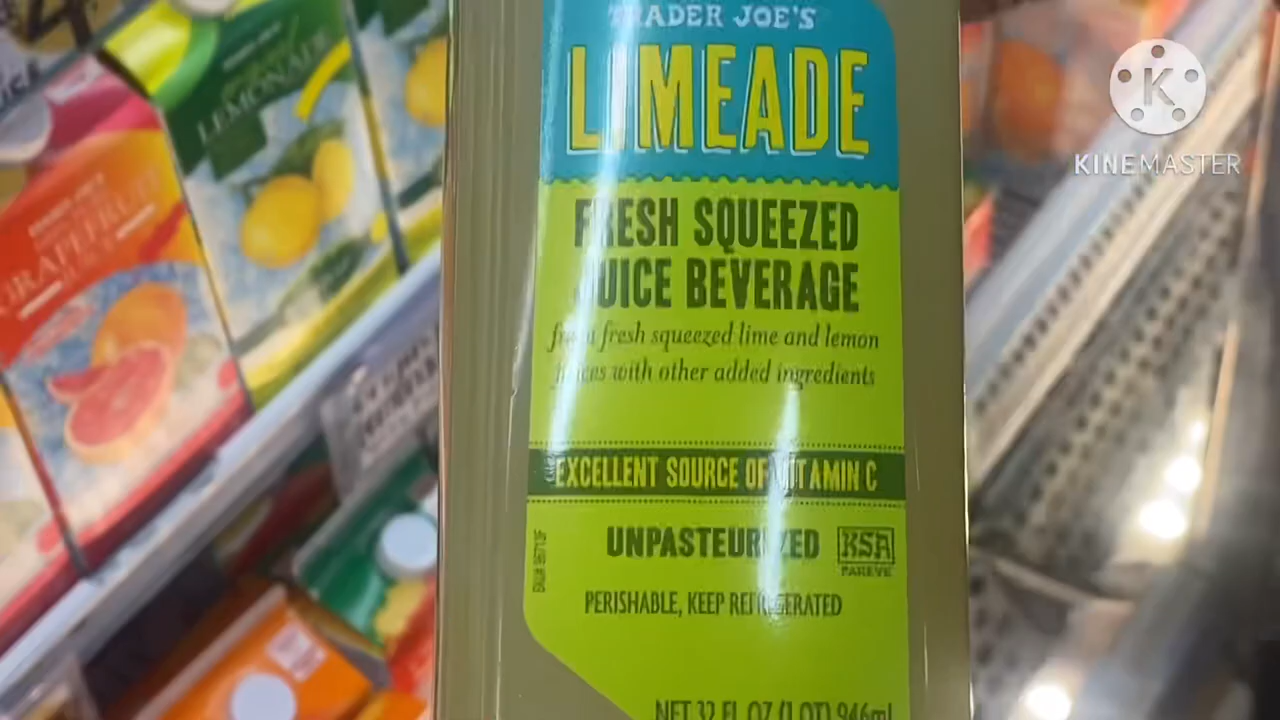 TRADER JOE'S
LIMEADE
FRESH SQUEEZED
JUICE BEVERAGE
from fresh squeezed lime and lemon
juices with other added ingredients
EXCELLENT SOURCE OF VITAMIN C
UNPASTEURIZED
KSA
PAREVE
PERISHABLE, KEEP REFRIGERATED
NET 32 FL OZ (1 QT) 946ml
LEMONADE
GRAPEFRUIT
KINEMASTER